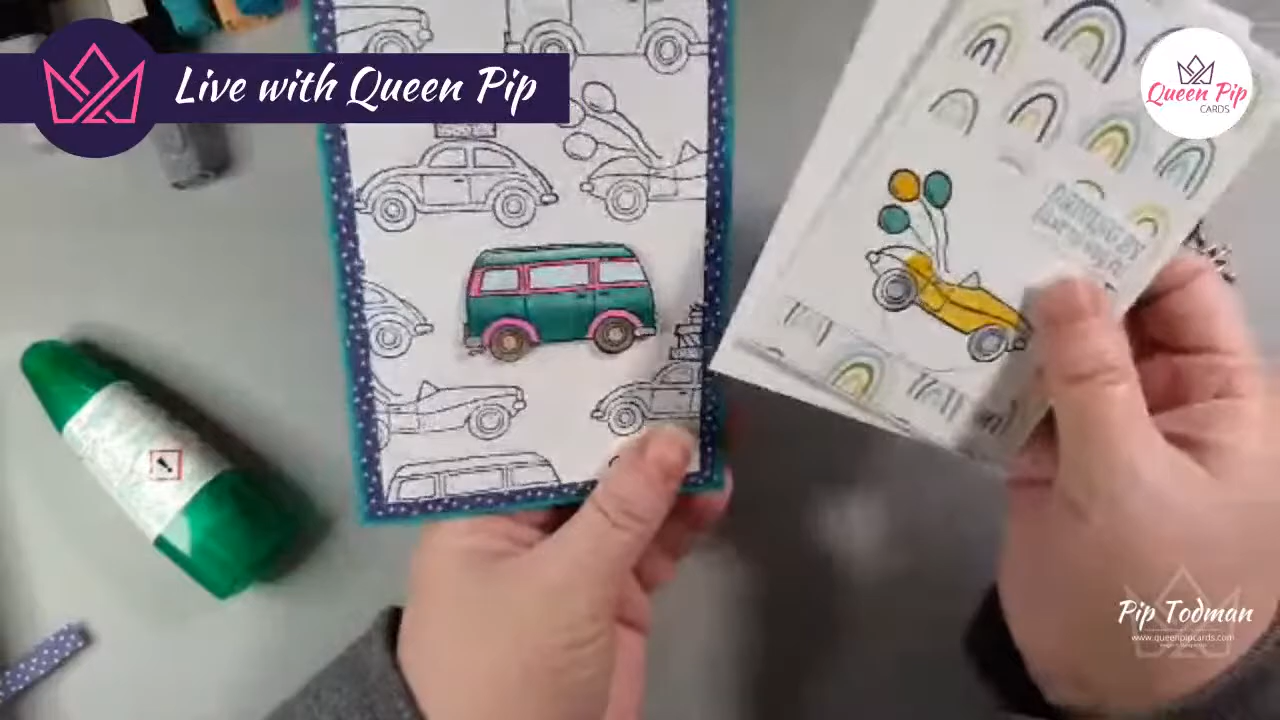 Live with Queen Pip
Queen Pip
CARDS
Pip Todman
www.queenpipcards.com